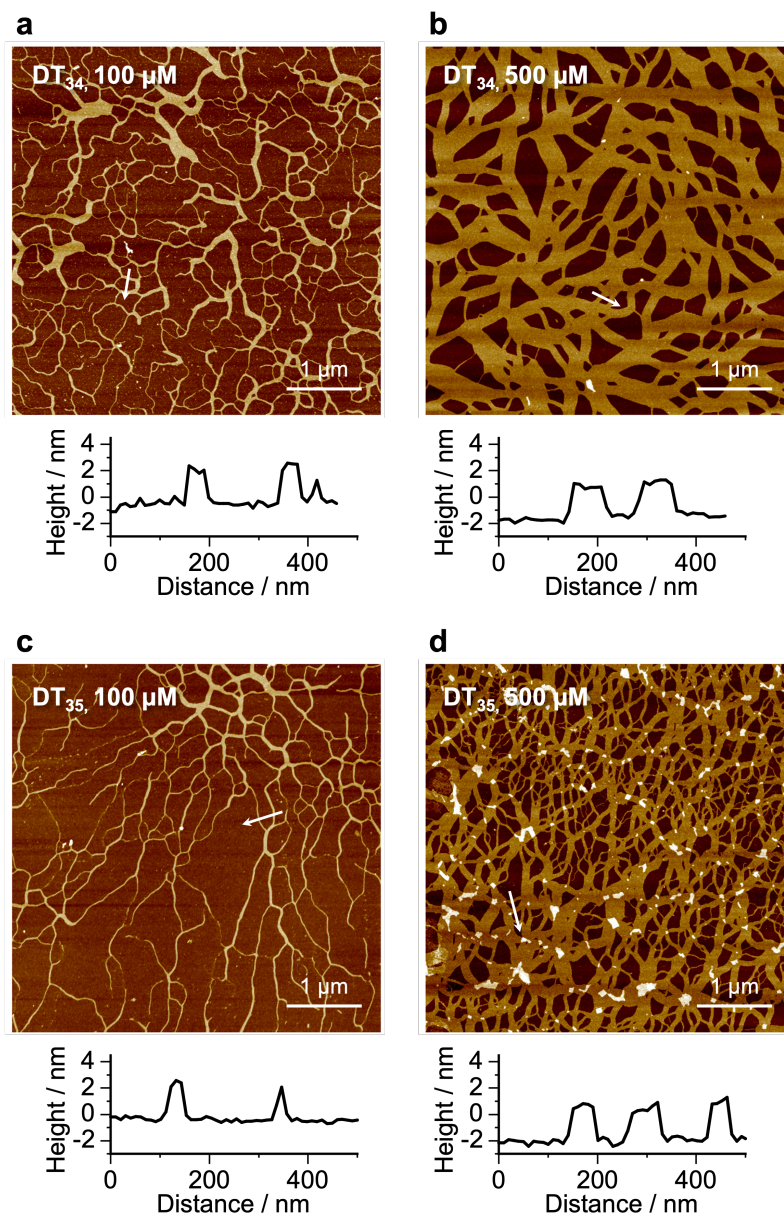 a
DT34, 100 µM
1 µm
Height / nm
4
2
0
-2
0
200
400
Distance / nm
b
DT34, 500 µM
1 µm
Height / nm
4
2
0
-2
0
200
400
Distance / nm
c
DT35, 100 µM
1 µm
Height / nm
4
2
0
-2
0
200
400
Distance / nm
d
DT35, 500 µM
1 µm
Height / nm
4
2
0
-2
0
200
400
Distance / nm